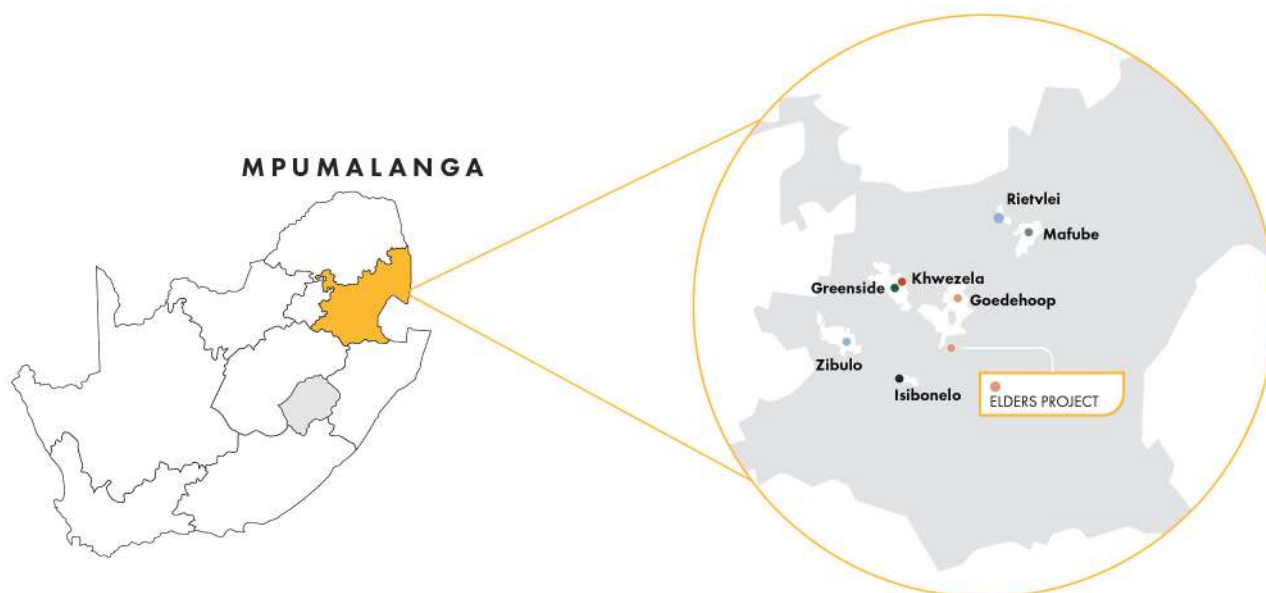 MPUMALANGA
Rietvlei
Mafube
Khwezela
Greenside
Goedehoop
Zibulo
Isibonelo
ELDERS PROJECT